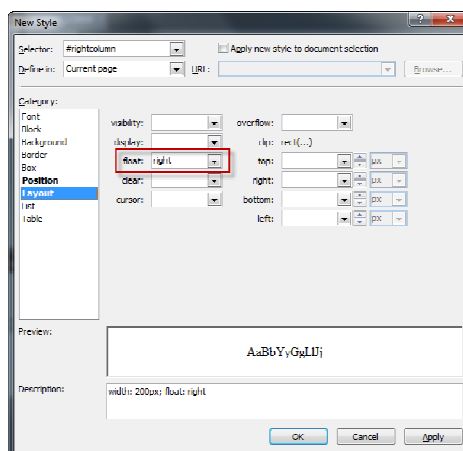 New Style
Selector: #rightcolumn Apply new style to document selection
Define in: Current page URL: Browse...
Category:
Font
Block
Background
Border
Box
Position
Layout
List
Table
visibility: overflow:
display: clip: rect(...)
float: right top: px
clear: right: px
cursor: bottom: px
left: px
Preview:
AaBbYyGgLlJj
Description:
width: 200px; float: right
OK Cancel Apply